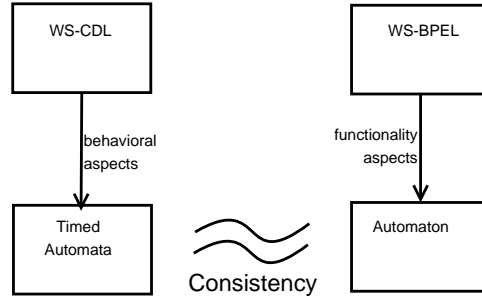 WS-CDL
WS-BPEL
behavioral
aspects
functionality
aspects
Timed
Automata
Automaton
Consistency